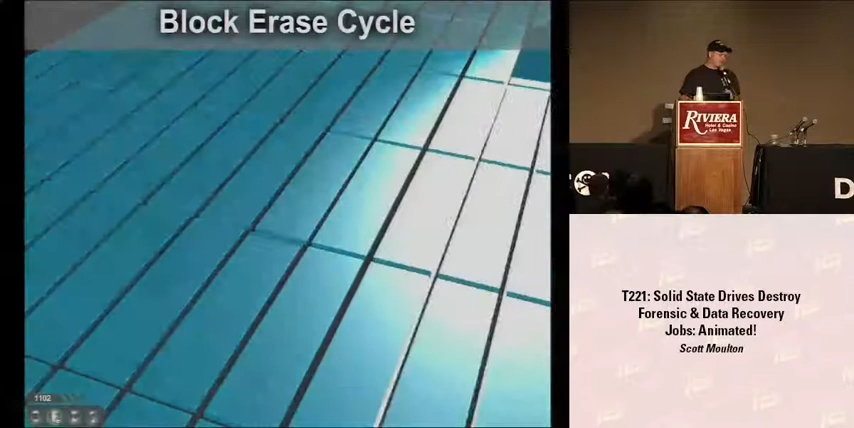 Block Erase Cycle
1102
RIVIERA
Hotel & Casino
Las Vegas
D
T221: Solid State Drives Destroy
Forensic & Data Recovery
Jobs: Animated!
Scott Moulton